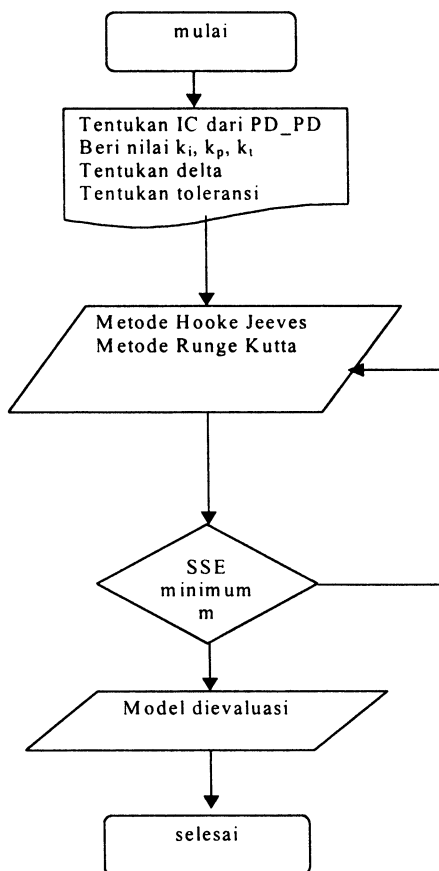 mulai
Tentukan IC dari PD_PD
Beri nilai kᵢ, kₚ, kₜ
Tentukan delta
Tentukan toleransi
Metode Hooke Jeeves
Metode Runge Kutta
SSE
minimum
m
Model dievaluasi
selesai